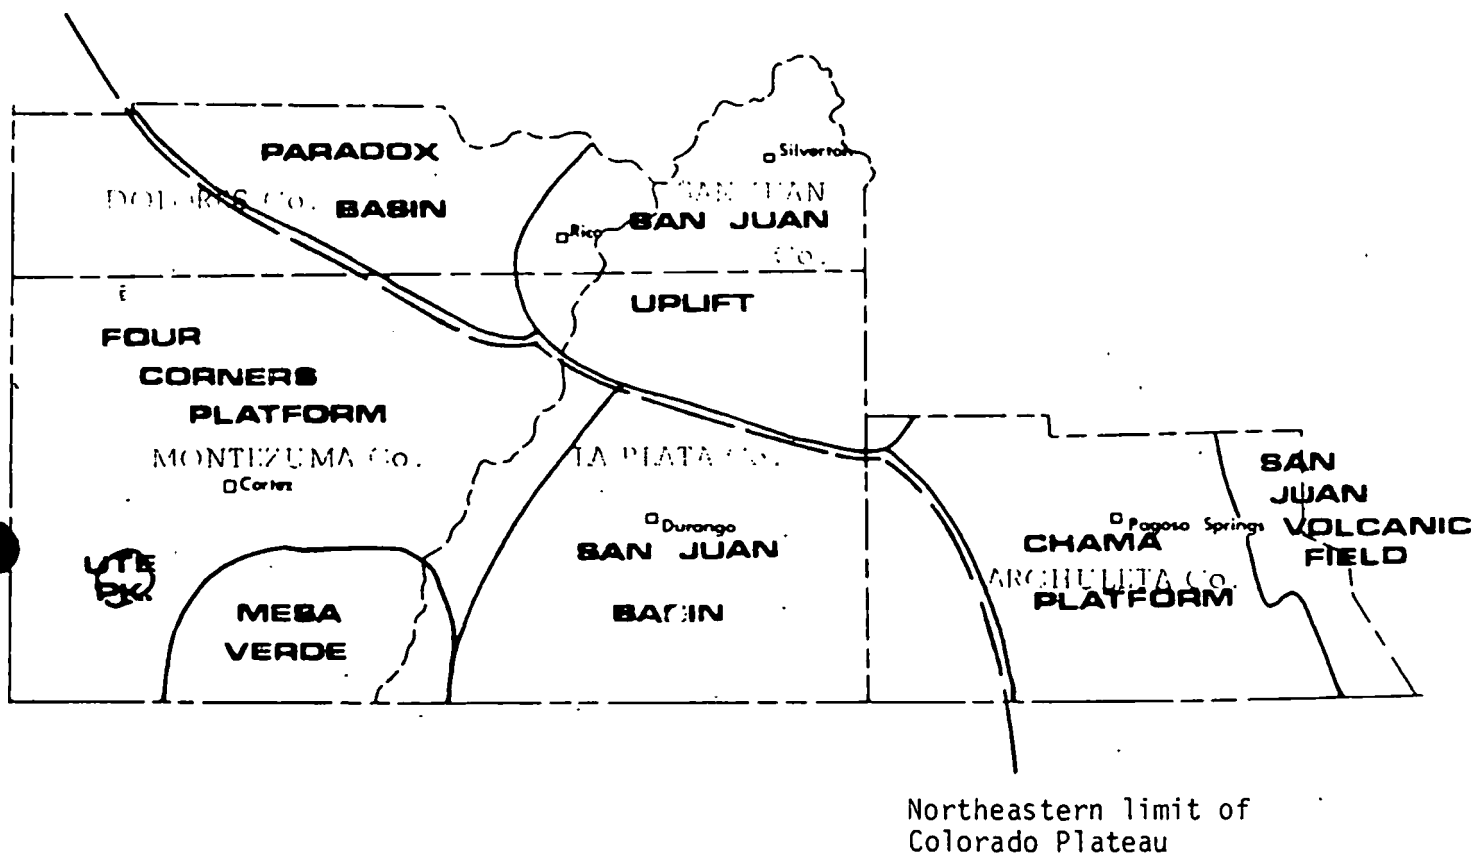 PARADOX
Silverton
DOLORES Co.
SAN JUAN
BASIN
SAN JUAN
Rico
Co.
E
UPLIFT
FOUR
CORNERS
PLATFORM
MONTEZUMA Co.
LA PLATA Co.
SAN
Cortez
JUAN
Durango
Pagosa Springs
VOLCANIC
CHAMA
FIELD
SAN JUAN
UTE
PK.
ARCHULETA Co.
PLATFORM
MESA
BASIN
VERDE
Northeastern limit of
Colorado Plateau